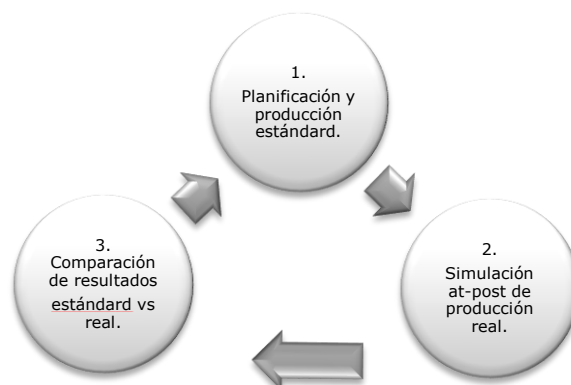 1.
Planificación y
producción
estándard.
2.
Simulación
at-post de
producción
real.
3.
Comparación
de resultados
estándard vs
real.